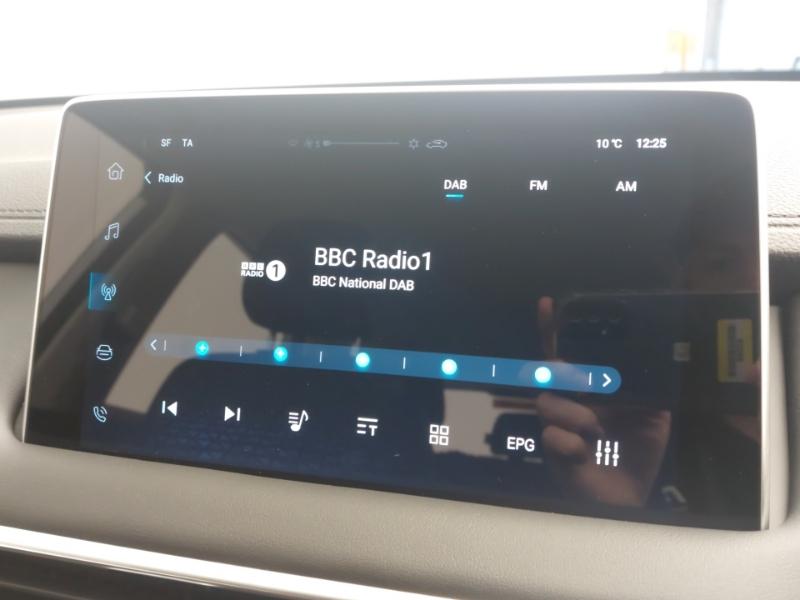 SF TA
10 °C 12:25
Radio
DAB FM AM
BBC RADIO 1
BBC Radio1
BBC National DAB
EPG